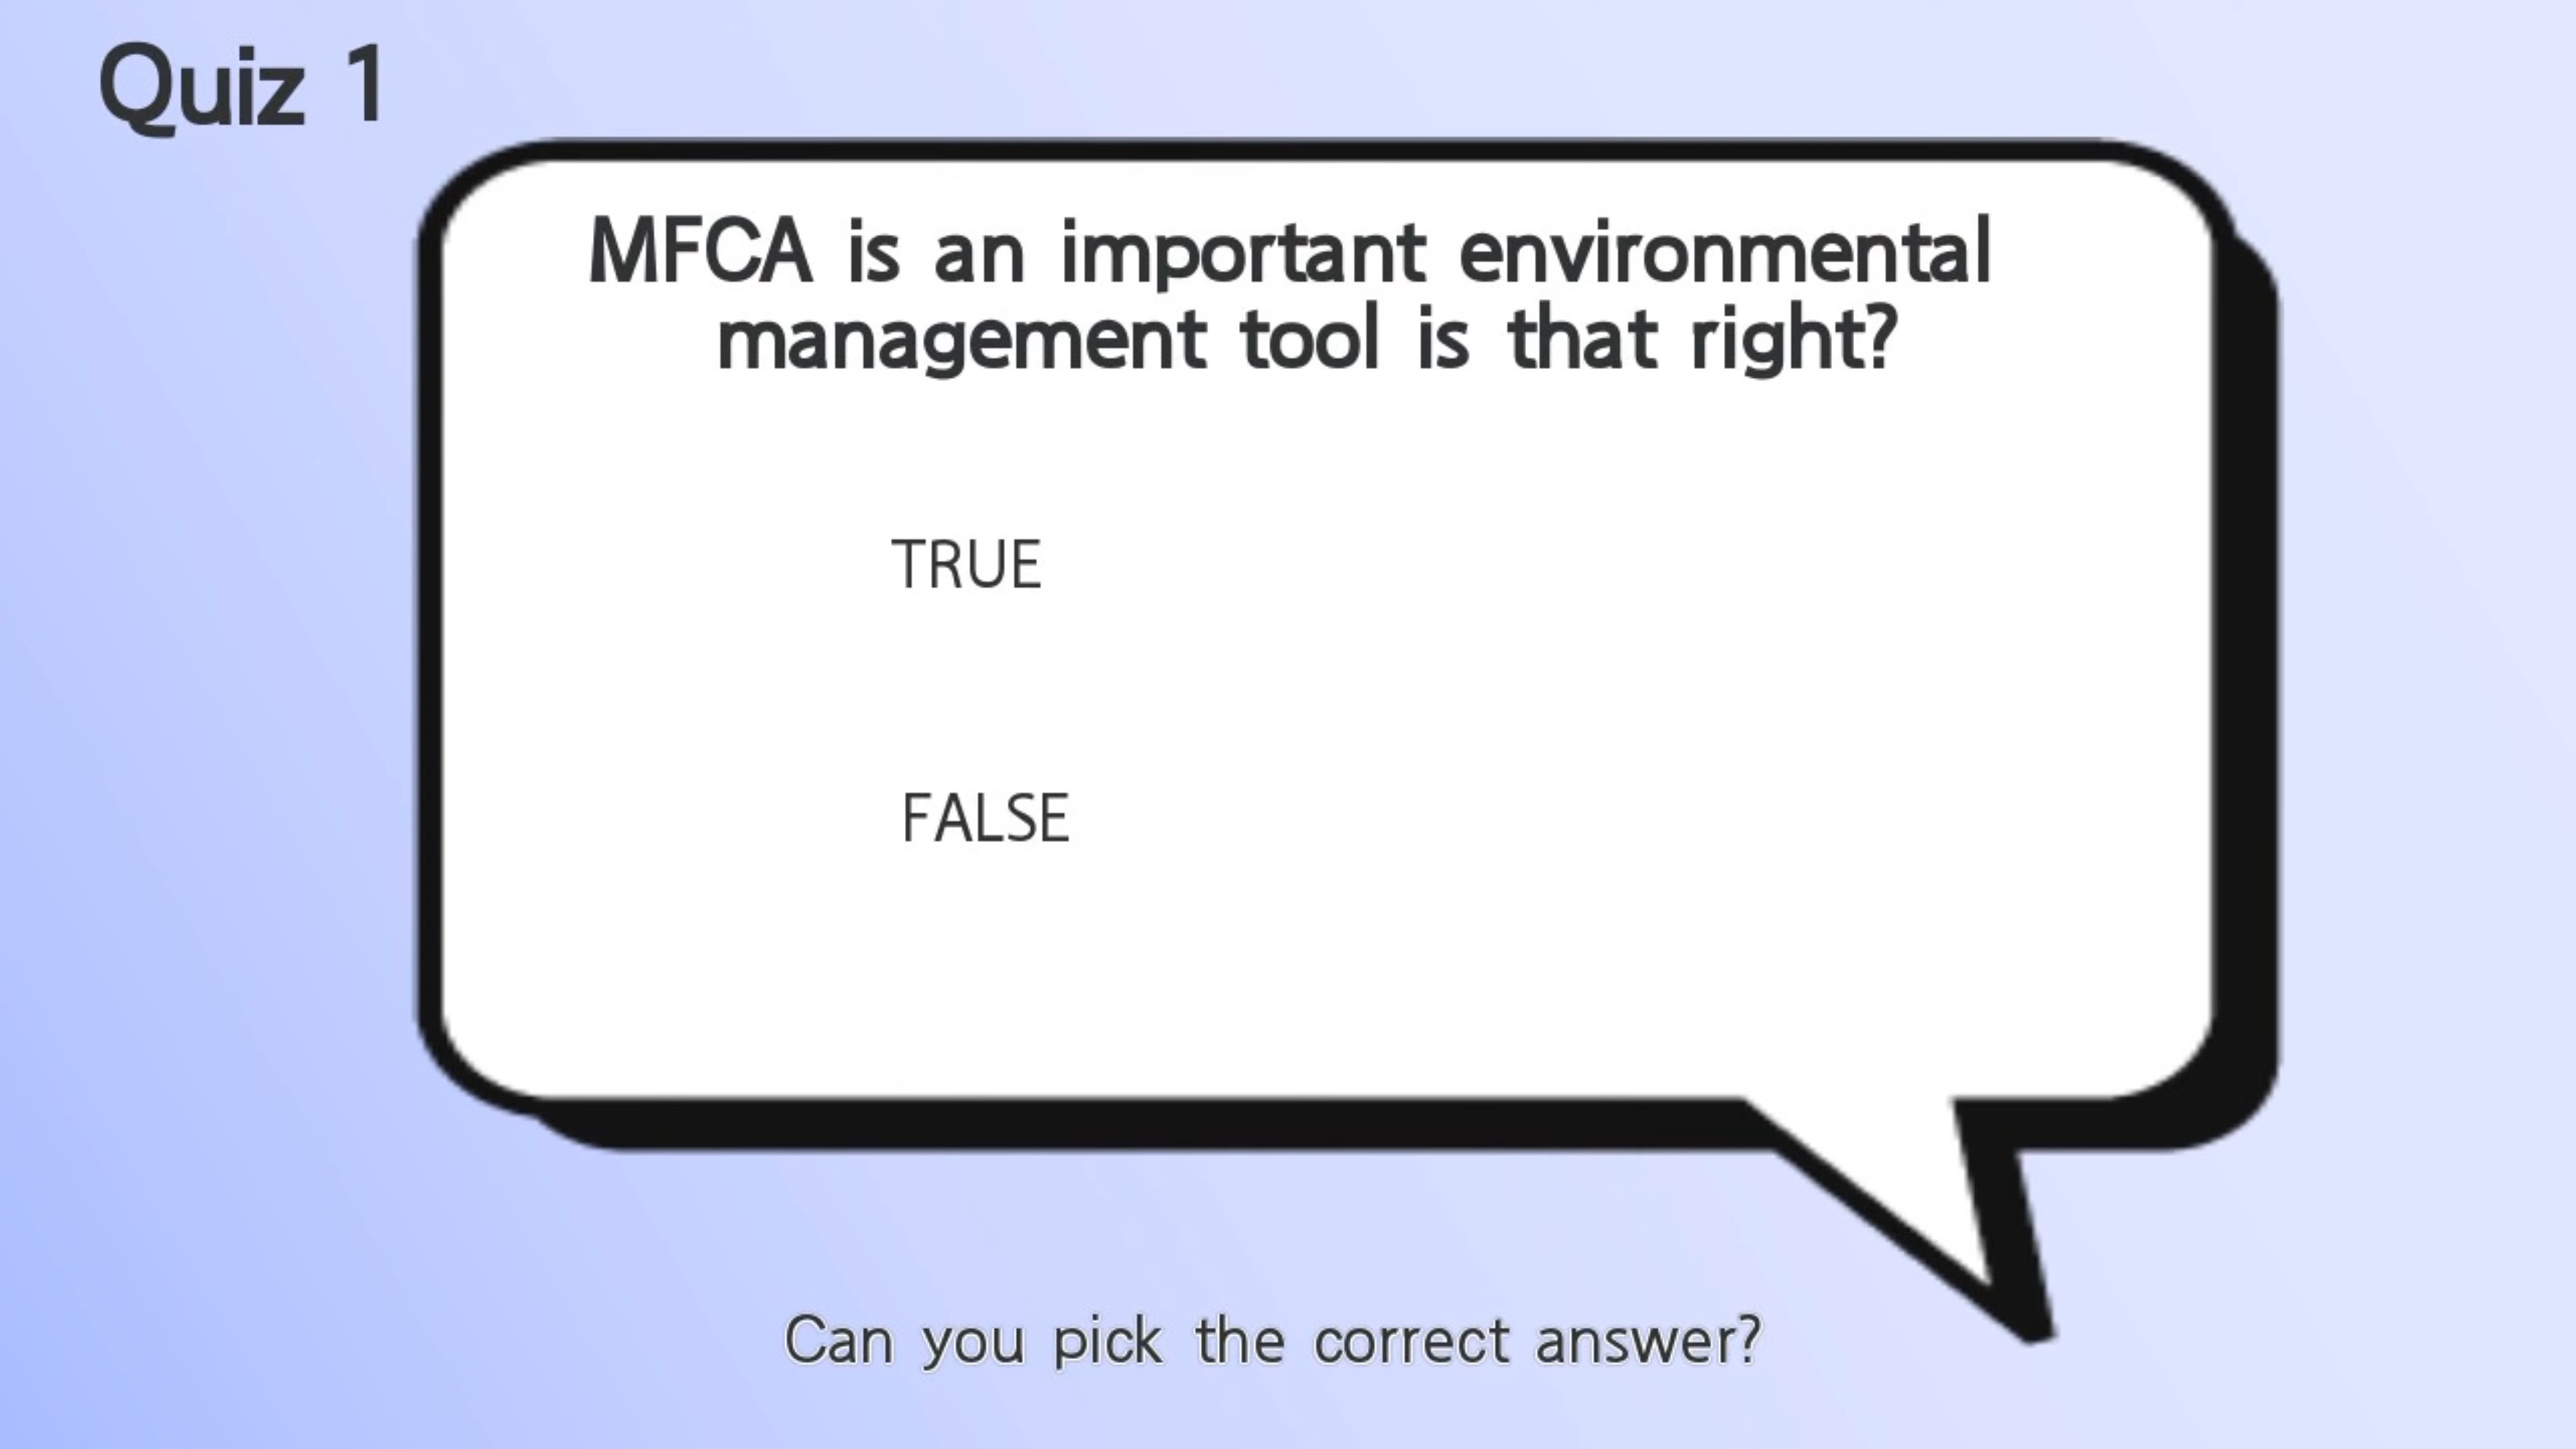 Quiz 1
MFCA is an important environmental
management tool is that right?
TRUE
FALSE
Can you pick the correct answer?